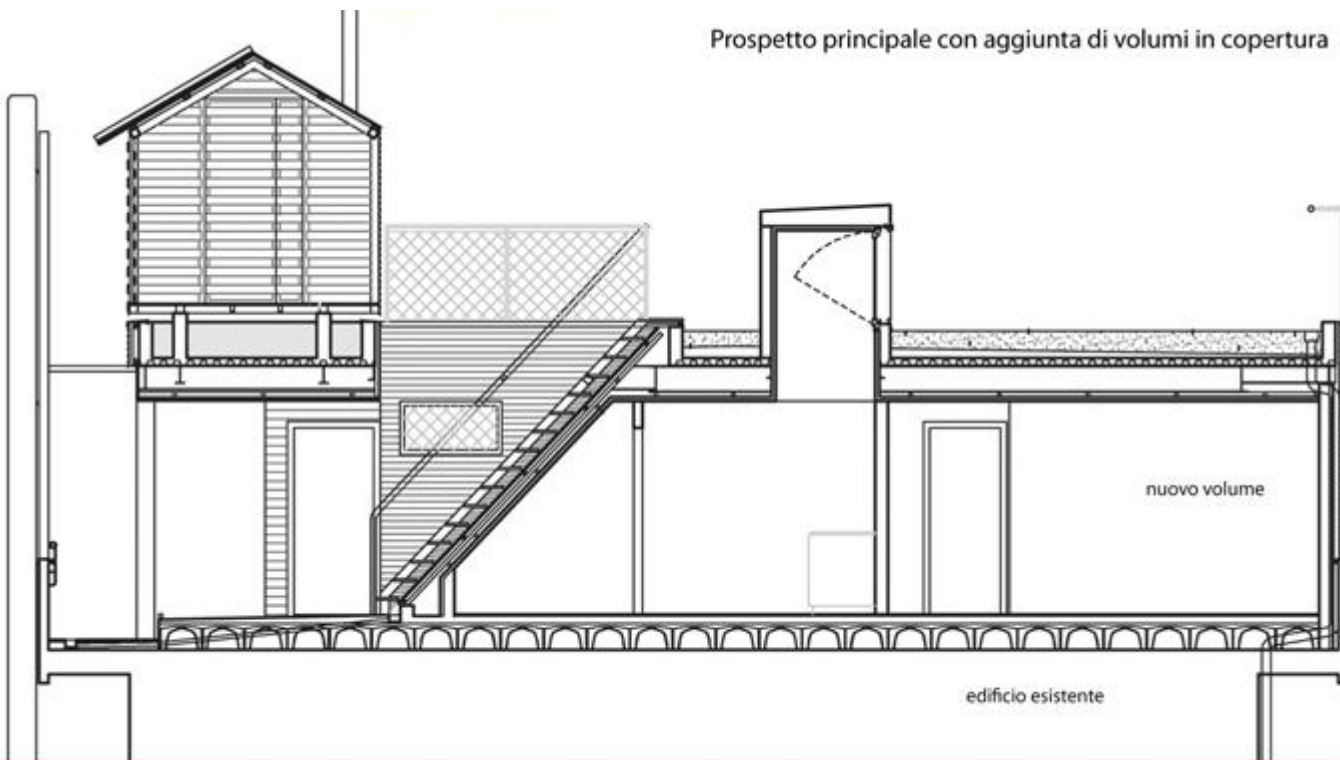 Prospetto principale con aggiunta di volumi in copertura
nuovo volume
edificio esistente